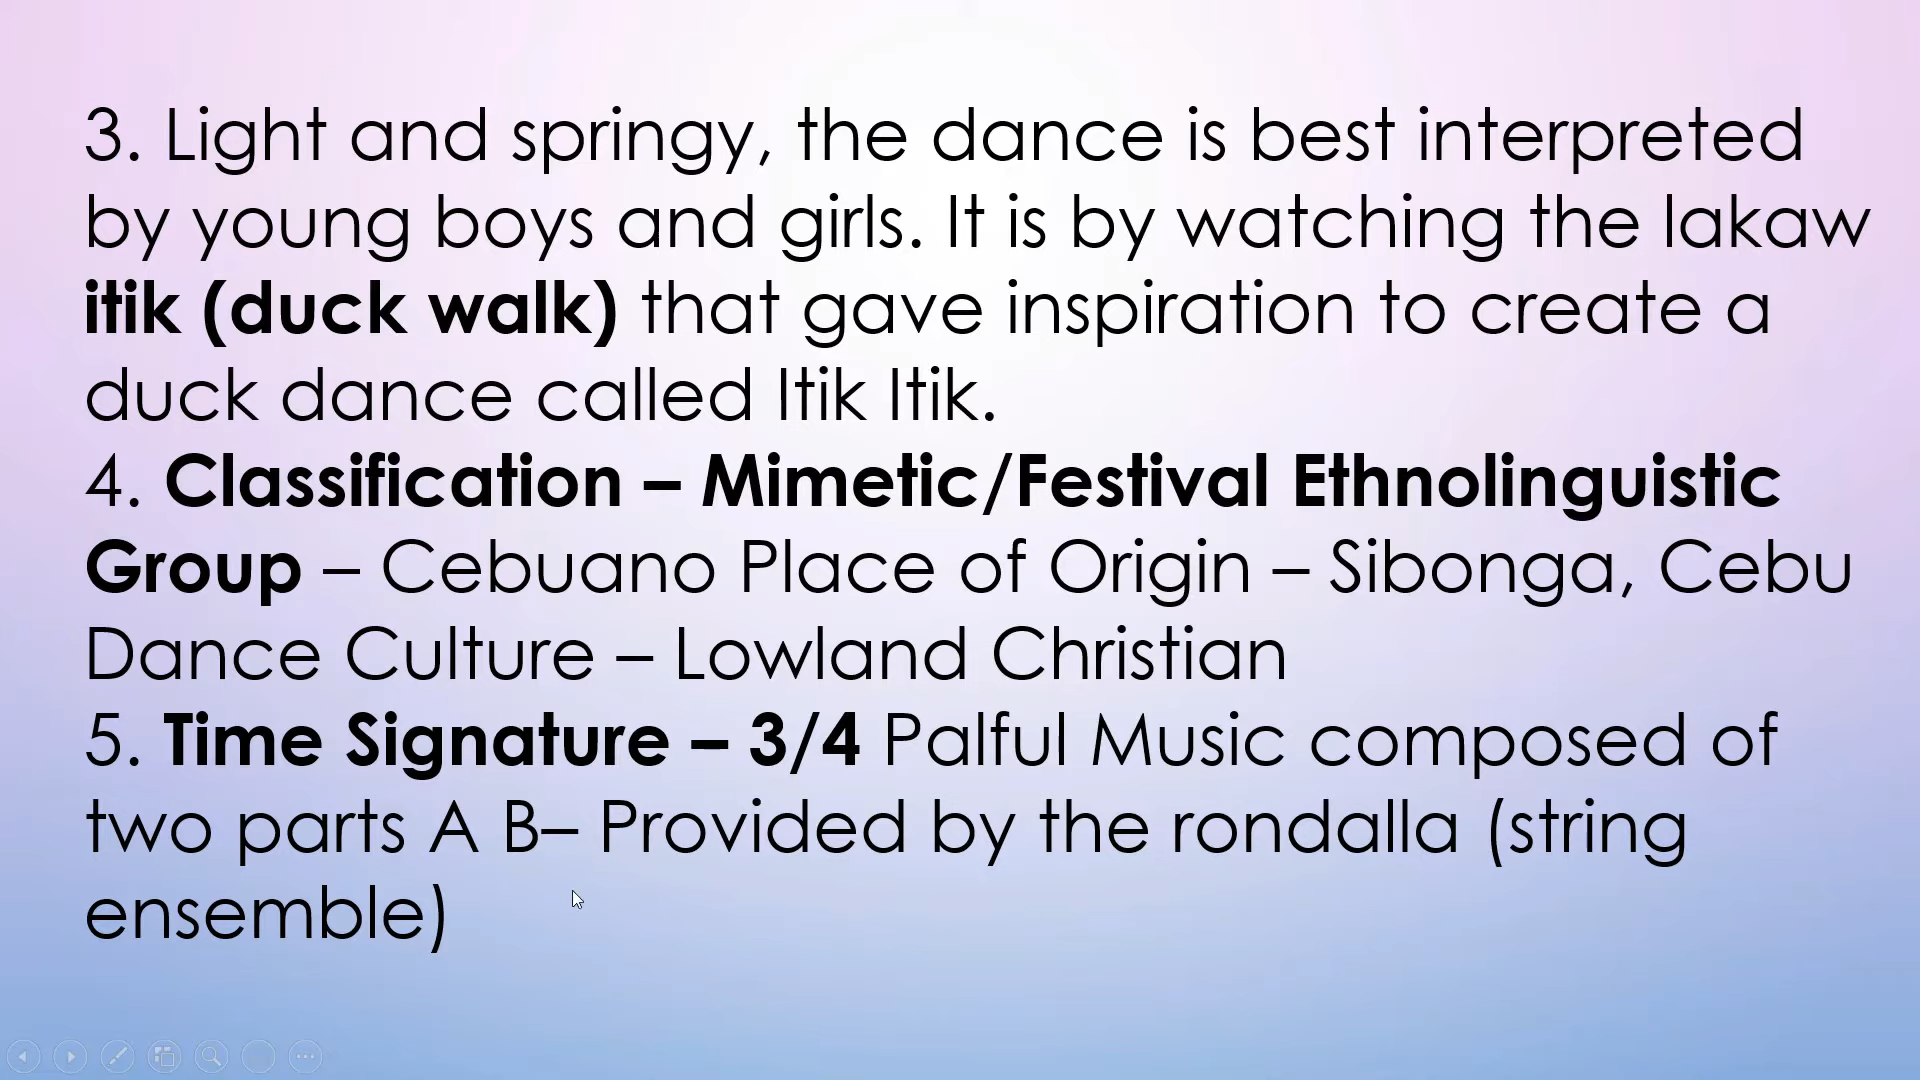 3. Light and springy, the dance is best interpreted
by young boys and girls. It is by watching the lakaw
itik (duck walk) that gave inspiration to create a
duck dance called Itik Itik.
4. Classification – Mimetic/Festival Ethnolinguistic
Group – Cebuano Place of Origin – Sibonga, Cebu
Dance Culture – Lowland Christian
5. Time Signature – 3/4 Palful Music composed of
two parts A B– Provided by the rondalla (string
ensemble)